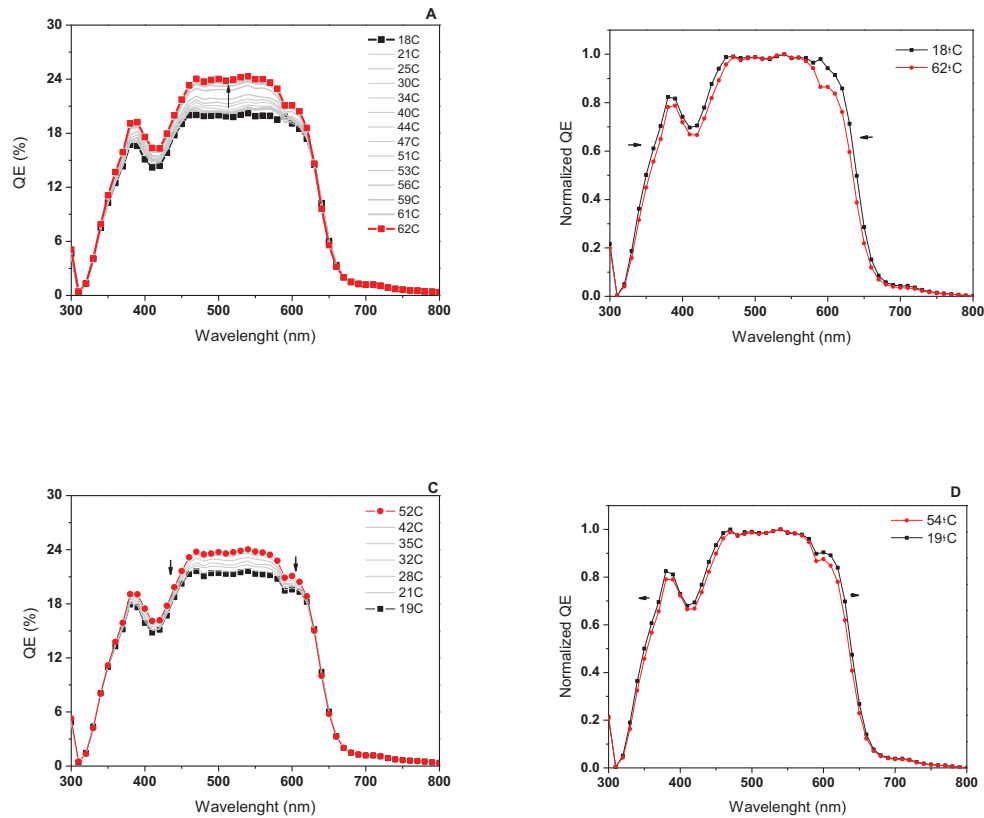 A
QE (%)
30
24
18
12
6
0
18C
21C
25C
30C
34C
40C
44C
47C
51C
53C
56C
59C
61C
62C
300 400 500 600 700 800
Wavelenght (nm)
Normalized QE
1.0
0.8
0.6
0.4
0.2
0.0
18ᵗC
62ᵗC
300 400 500 600 700 800
Wavelenght (nm)
C
QE (%)
30
24
18
12
6
0
52C
42C
35C
32C
28C
21C
19C
300 400 500 600 700 800
Wavelenght (nm)
D
Normalized QE
1.0
0.8
0.6
0.4
0.2
0.0
54ᵗC
19ᵗC
300 400 500 600 700 800
Wavelenght (nm)